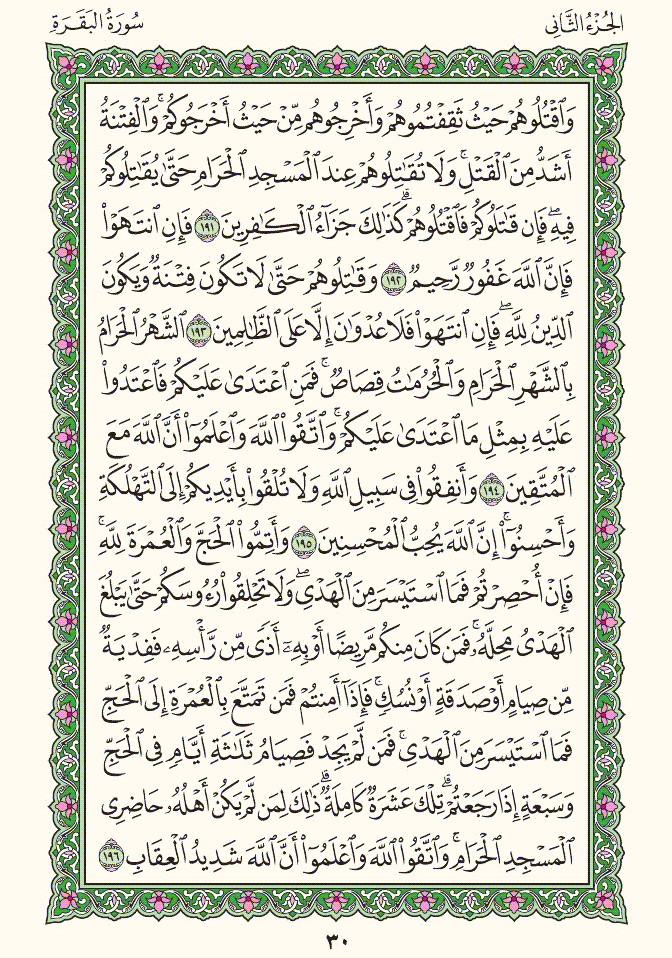 الجُزْءُ الثَّانِي
سُورَةُ البَقَرَةِ
وَٱقۡتُلُوهُمۡ حَيۡثُ ثَقِفۡتُمُوهُمۡ وَأَخۡرِجُوهُم مِّنۡ حَيۡثُ أَخۡرَجُوكُمۡۚ وَٱلۡفِتۡنَةُ
أَشَدُّ مِنَ ٱلۡقَتۡلِۚ وَلَا تُقَٰتِلُوهُمۡ عِندَ ٱلۡمَسۡجِدِ ٱلۡحَرَامِ حَتَّىٰ يُقَٰتِلُوكُمۡ
فِيهِۖ فَإِن قَٰتَلُوكُمۡ فَٱقۡتُلُوهُمۡۗ كَذَٰلِكَ جَزَآءُ ٱلۡكَٰفِرِينَ ١٩١ فَإِنِ ٱنتَهَوۡاْ
فَإِنَّ ٱللَّهَ غَفُورٞ رَّحِيمٞ ١٩٢ وَقَٰتِلُوهُمۡ حَتَّىٰ لَا تَكُونَ فِتۡنَةٞ وَيَكُونَ
ٱلدِّينُ لِلَّهِۖ فَإِنِ ٱنتَهَوۡاْ فَلَا عُدۡوَٰنَ إِلَّا عَلَى ٱلظَّٰلِمِينَ ١٩٣ ٱلشَّهۡرُ ٱلۡحَرَامُ
بِٱلشَّهۡرِ ٱلۡحَرَامِ وَٱلۡحُرُمَٰتُ قِصَاصٞۚ فَمَنِ ٱعۡتَدَىٰ عَلَيۡكُمۡ فَٱعۡتَدُواْ
عَلَيۡهِ بِمِثۡلِ مَا ٱعۡتَدَىٰ عَلَيۡكُمۡۚ وَٱتَّقُواْ ٱللَّهَ وَٱعۡلَمُوٓاْ أَنَّ ٱللَّهَ مَعَ
ٱلۡمُتَّقِينَ ١٩٤ وَأَنفِقُواْ فِي سَبِيلِ ٱللَّهِ وَلَا تُلۡقُواْ بِأَيۡدِيكُمۡ إِلَى ٱلتَّهۡلُكَةِ
وَأَحۡسِنُوٓاْۚ إِنَّ ٱللَّهَ يُحِبُّ ٱلۡمُحۡسِنِينَ ١٩٥ وَأَتِمُّواْ ٱلۡحَجَّ وَٱلۡعُمۡرَةَ لِلَّهِۚ
فَإِنۡ أُحۡصِرۡتُمۡ فَمَا ٱسۡتَيۡسَرَ مِنَ ٱلۡهَدۡيِۖ وَلَا تَحۡلِقُواْ رُءُوسَكُمۡ حَتَّىٰ يَبۡلُغَ
ٱلۡهَدۡيُ مَحِلَّهُۥۚ فَمَن كَانَ مِنكُم مَّرِيضًا أَوۡ بِهِۦٓ أَذٗى مِّن رَّأۡسِهِۦ فَفِدۡيَةٞ
مِّن صِيَامٍ أَوۡ صَدَقَةٍ أَوۡ نُسُكٖۚ فَإِذَآ أَمِنتُمۡ فَمَن تَمَتَّعَ بِٱلۡعُمۡرَةِ إِلَى ٱلۡحَجِّ
فَمَا ٱسۡتَيۡسَرَ مِنَ ٱلۡهَدۡيِۚ فَمَن لَّمۡ يَجِدۡ فَصِيَامُ ثَلَٰثَةِ أَيَّامٖ فِي ٱلۡحَجِّ
وَسَبۡعَةٍ إِذَا رَجَعۡتُمۡۗ تِلۡكَ عَشَرَةٞ كَامِلَةٞۗ ذَٰلِكَ لِمَن لَّمۡ يَكُنۡ أَهۡلُهُۥ حَاضِرِي
ٱلۡمَسۡجِدِ ٱلۡحَرَامِۚ وَٱتَّقُواْ ٱللَّهَ وَٱعۡلَمُوٓاْ أَنَّ ٱللَّهَ شَدِيدُ ٱلۡعِقَابِ ١٩٦
٣٠